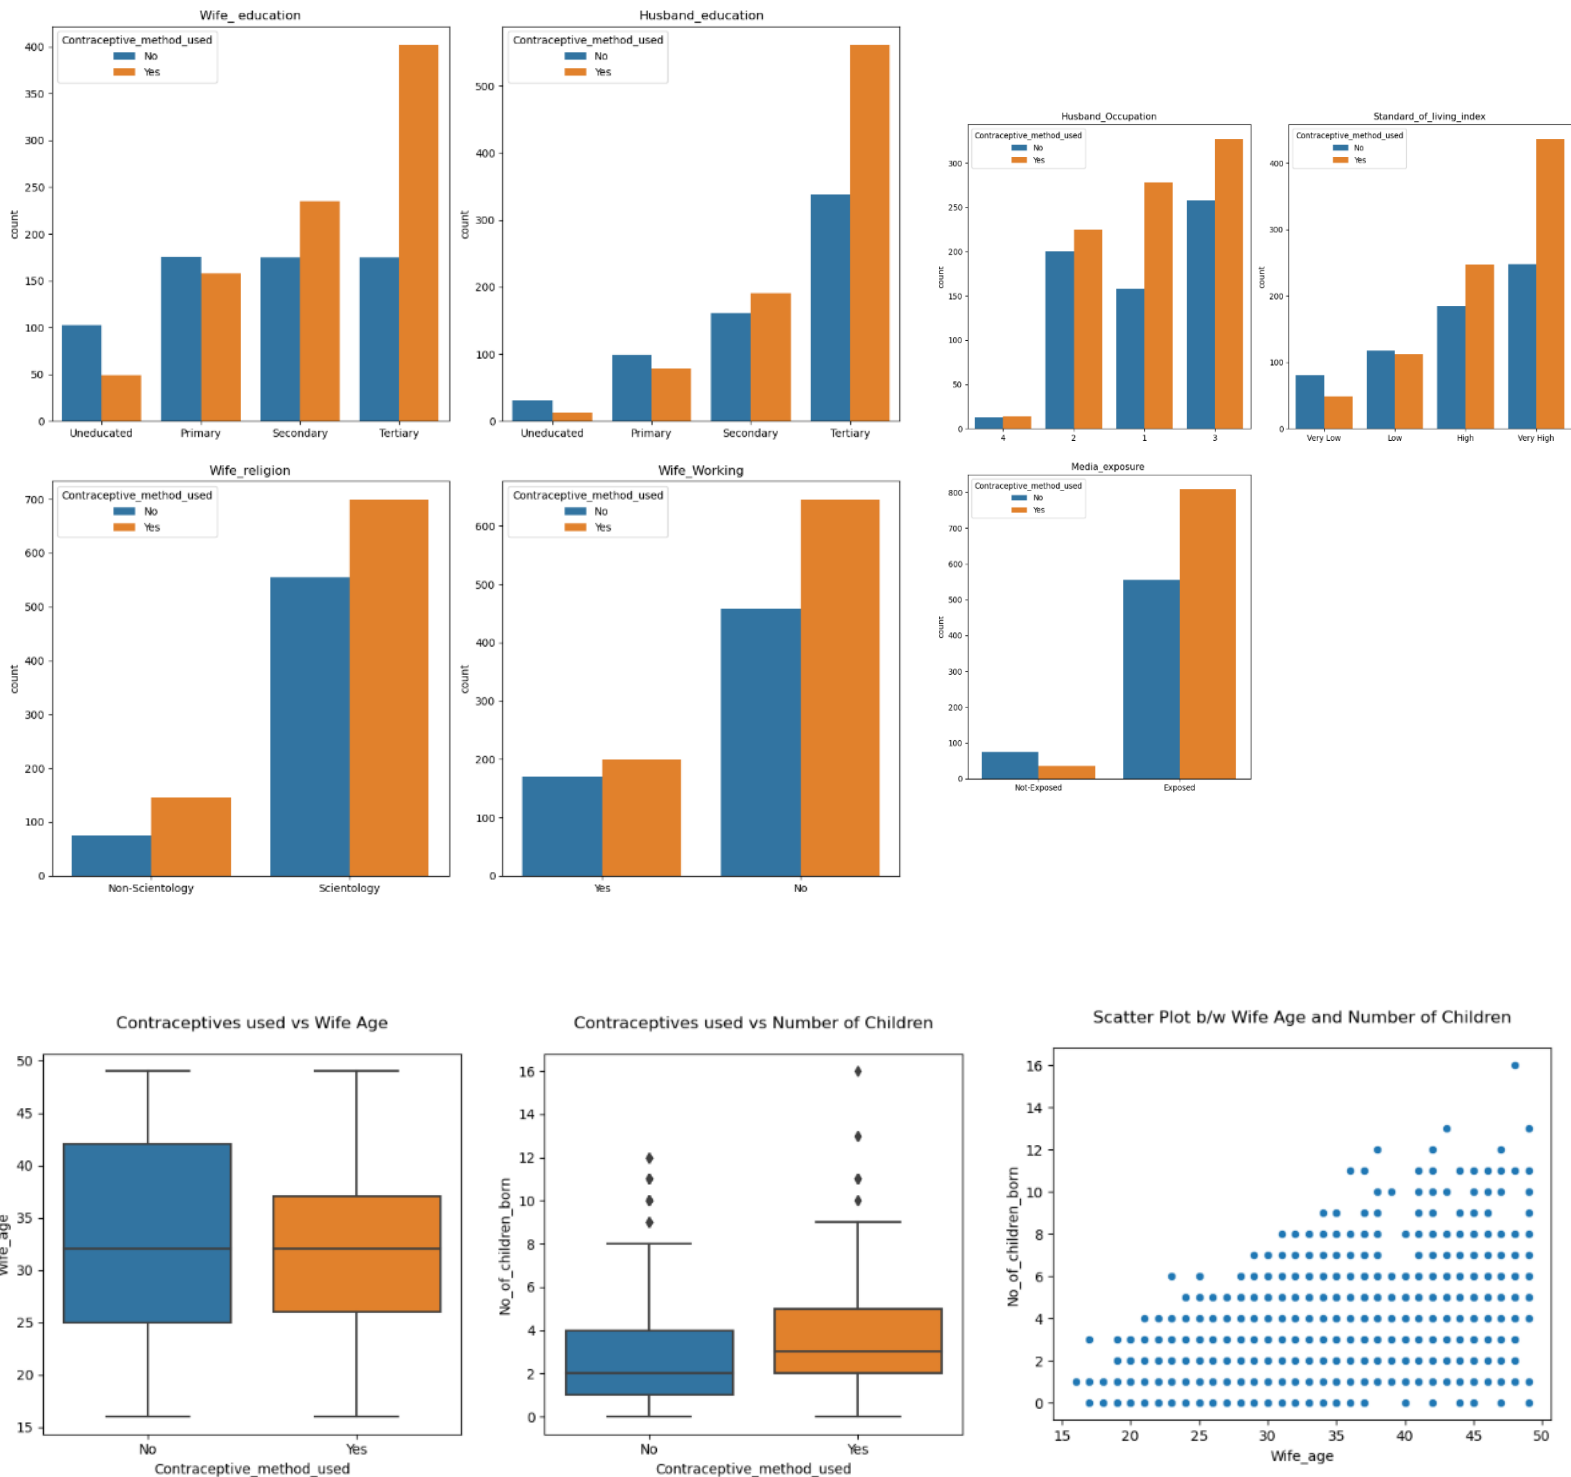 Wife_ education
Contraceptive_method_used
No
Yes
400
350
300
250
200
150
100
50
0
count
Uneducated Primary Secondary Tertiary
Husband_education
Contraceptive_method_used
No
Yes
500
400
300
200
100
0
count
Uneducated Primary Secondary Tertiary
Husband_Occupation
Contraceptive_method_used
No
Yes
300
250
200
150
100
50
0
count
4 2 1 3
Standard_of_living_index
Contraceptive_method_used
No
Yes
400
300
200
100
0
count
Very Low Low High Very High
Wife_religion
Contraceptive_method_used
No
Yes
700
600
500
400
300
200
100
0
count
Non-Scientology Scientology
Wife_Working
Contraceptive_method_used
No
Yes
600
500
400
300
200
100
0
count
Yes No
Media_exposure
Contraceptive_method_used
No
Yes
800
700
600
500
400
300
200
100
0
count
Not-Exposed Exposed
Contraceptives used vs Wife Age
50
45
40
35
30
25
20
15
Wife_age
No Yes
Contraceptive_method_used
Contraceptives used vs Number of Children
16
14
12
10
8
6
4
2
0
No_of_children_born
No Yes
Contraceptive_method_used
Scatter Plot b/w Wife Age and Number of Children
16
14
12
10
8
6
4
2
0
No_of_children_born
15 20 25 30 35 40 45 50
Wife_age